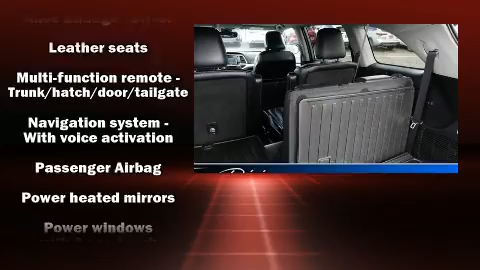 Leather seats
Multi-function remote -
Trunk/hatch/door/tailgate
Navigation system -
With voice activation
Passenger Airbag
Power heated mirrors
Power windows